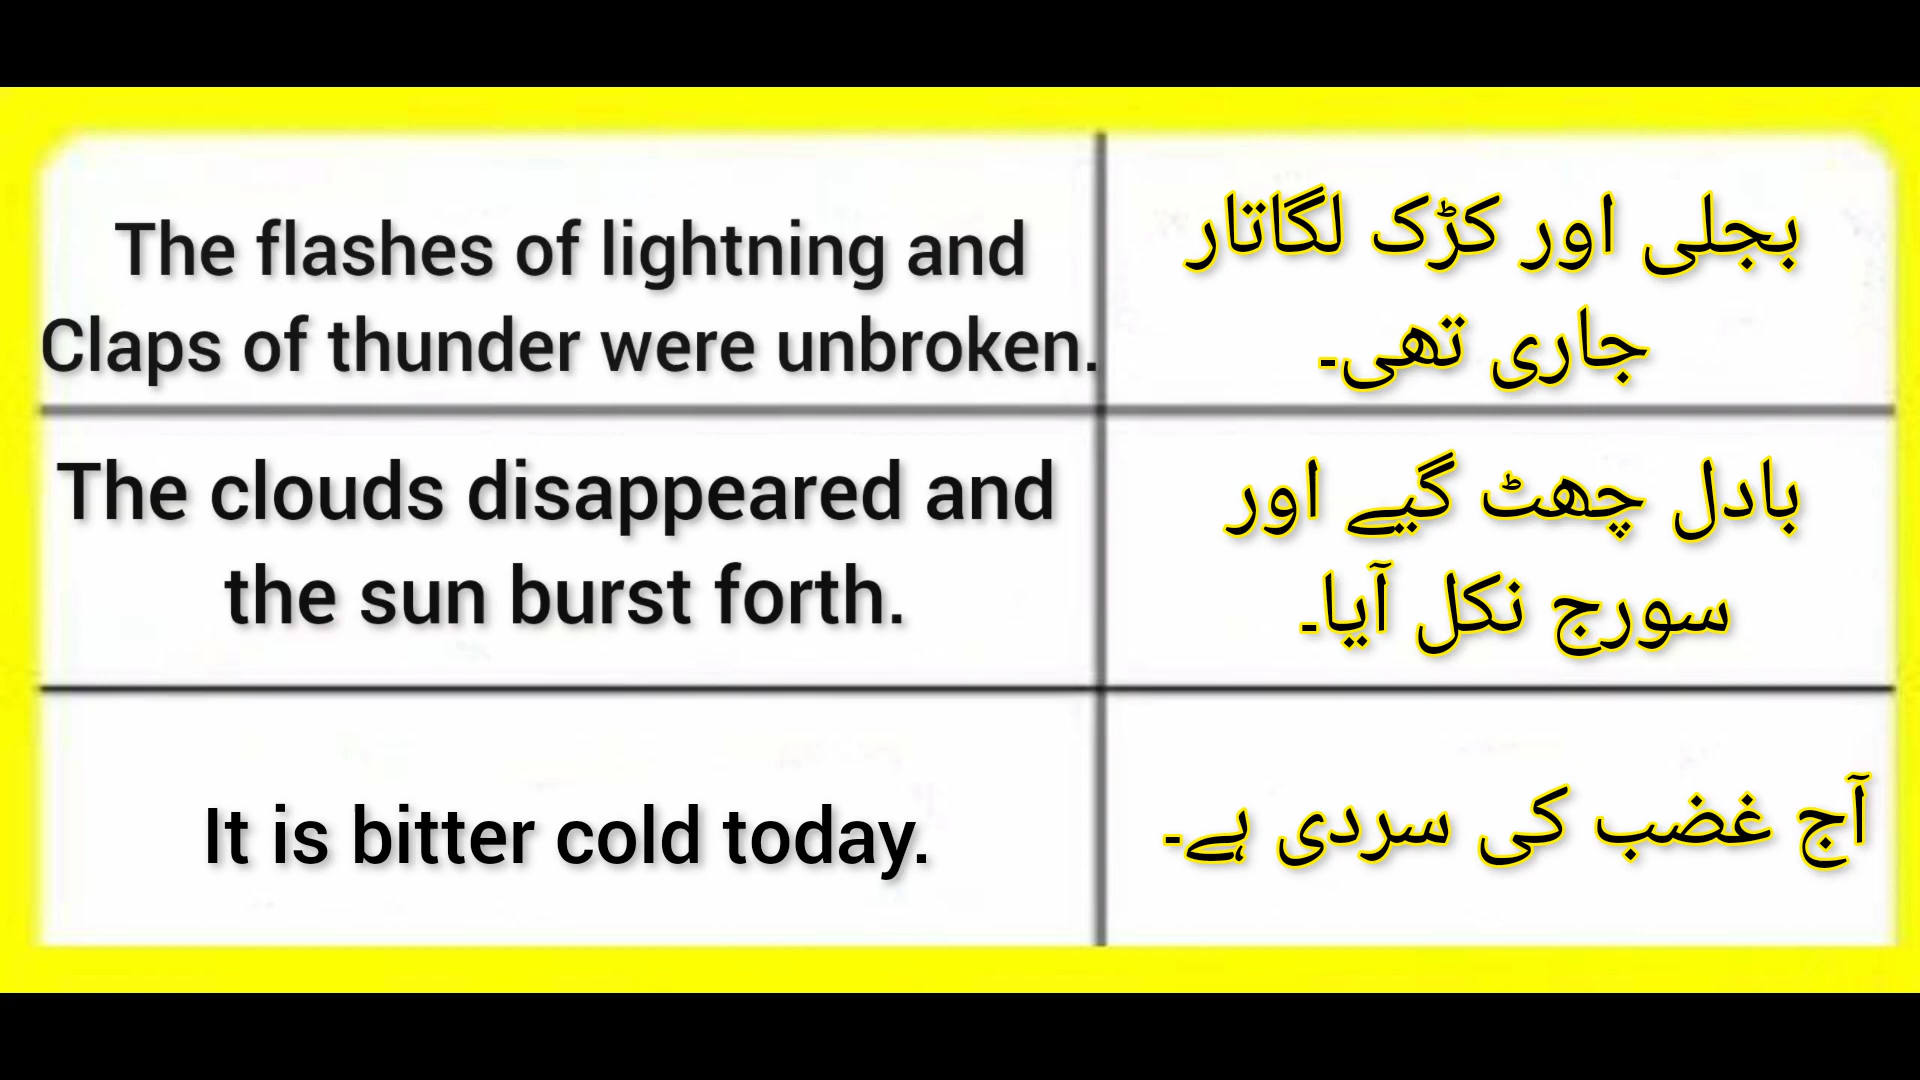 The flashes of lightning and
Claps of thunder were unbroken.
بجلی اور کڑک لگاتار
جاری تھی۔
The clouds disappeared and
the sun burst forth.
بادل چھٹ گیے اور
سورج نکل آیا۔
It is bitter cold today.
آج غضب کی سردی ہے۔